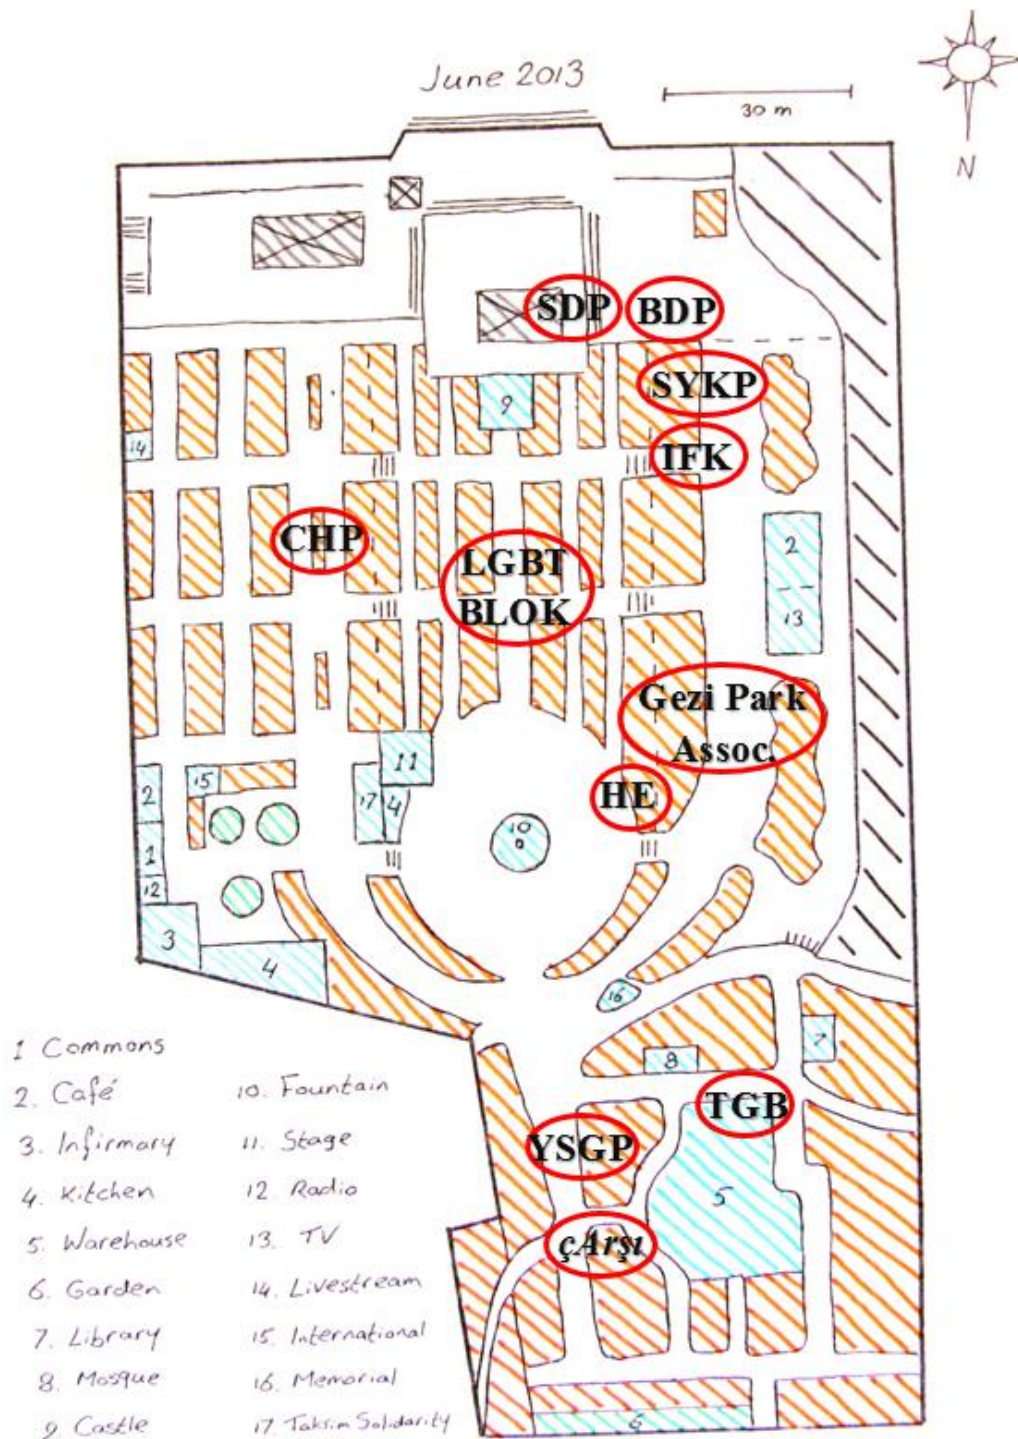 June 2013
30 m
N
SDP
BDP
9
SYKP
14
IFK
2
CHP
LGBT
BLOK
13
Gezi Park
Assoc.
11
2
15
17
4
HE
10
1
12
3
4
16
7
8
TGB
YSGP
5
çArşı
6
1 Commons
2. Café
3. Infirmary
4. Kitchen
5. Warehouse
6. Garden
7. Library
8. Mosque
9. Castle
10. Fountain
11. Stage
12 Radio
13. TV
14. Livestream
15. International
16. Memorial
17. Taksim Solidarity